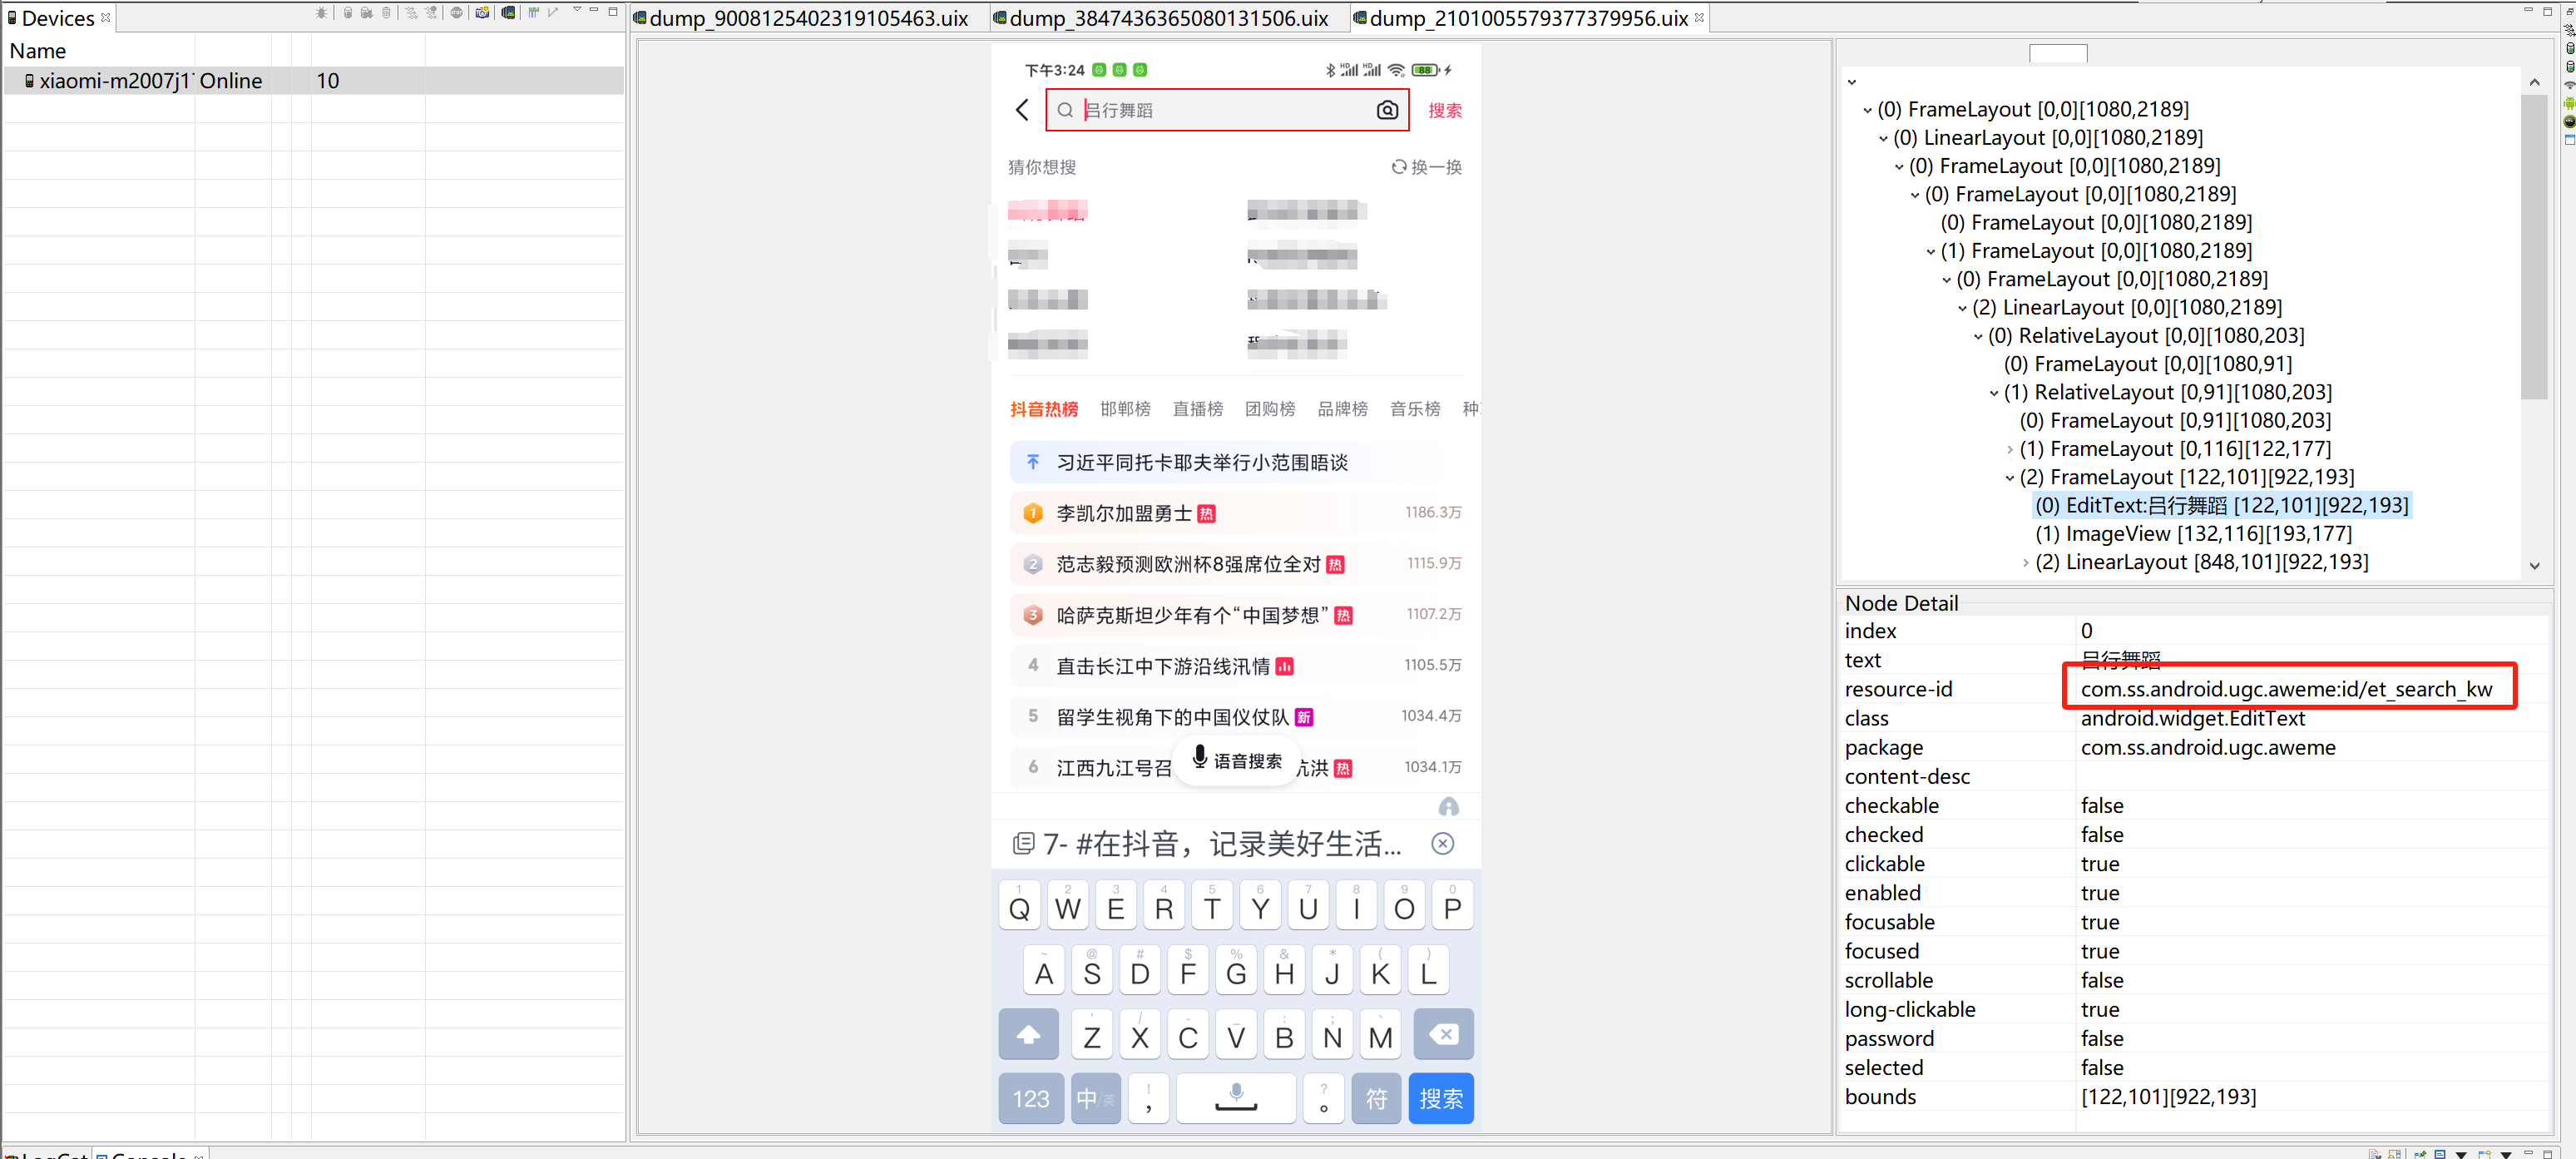 Devices
dump_9008125402319105463.uix
dump_3847436365080131506.uix
dump_2101005579377379956.uix
Name
xiaomi-m2007j1 Online 10
下午3:24
88
吕行舞蹈
搜索
猜你想搜
换一换
抖音热榜 邯郸榜 直播榜 团购榜 品牌榜 音乐榜 种
习近平同托卡耶夫举行小范围晤谈
1 李凯尔加盟勇士 热 1186.3万
2 范志毅预测欧洲杯8强席位全对 热 1115.9万
3 哈萨克斯坦少年有个“中国梦想” 热 1107.2万
4 直击长江中下游沿线汛情 1105.5万
5 留学生视角下的中国仪仗队 新 1034.4万
6 江西九江号召 抗洪 热 1034.1万
语音搜索
7- #在抖音，记录美好生活...
1 2 3 4 5 6 7 8 9 0
Q W E R T Y U I O P
~ @ # $ % & * ( )
A S D F G H J K L
Z X C V B N M
123 中/英 ， 。 符 搜索
(0) FrameLayout [0,0][1080,2189]
(0) LinearLayout [0,0][1080,2189]
(0) FrameLayout [0,0][1080,2189]
(0) FrameLayout [0,0][1080,2189]
(0) FrameLayout [0,0][1080,2189]
(1) FrameLayout [0,0][1080,2189]
(0) FrameLayout [0,0][1080,2189]
(2) LinearLayout [0,0][1080,2189]
(0) RelativeLayout [0,0][1080,203]
(0) FrameLayout [0,0][1080,91]
(1) RelativeLayout [0,91][1080,203]
(0) FrameLayout [0,91][1080,203]
(1) FrameLayout [0,116][122,177]
(2) FrameLayout [122,101][922,193]
(0) EditText:吕行舞蹈 [122,101][922,193]
(1) ImageView [132,116][193,177]
(2) LinearLayout [848,101][922,193]
Node Detail
index 0
text 吕行舞蹈
resource-id com.ss.android.ugc.aweme:id/et_search_kw
class android.widget.EditText
package com.ss.android.ugc.aweme
content-desc
checkable false
checked false
clickable true
enabled true
focusable true
focused true
scrollable false
long-clickable true
password false
selected false
bounds [122,101][922,193]
LogCat
Console